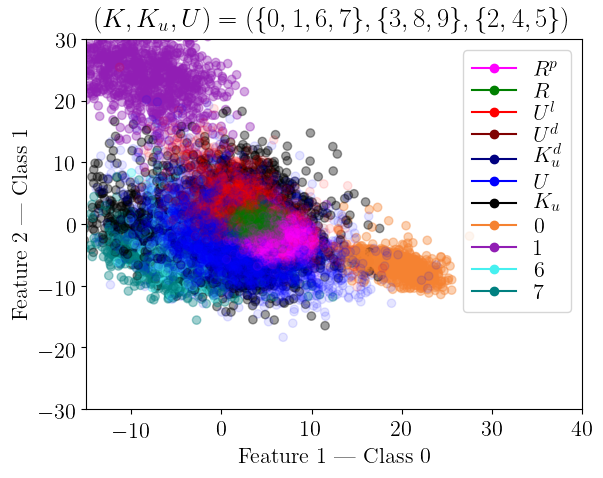 (K, K_u, U) = ({0, 1, 6, 7}, {3, 8, 9}, {2, 4, 5})
30
20
10
0
−10
−20
−30
−10
0
10
20
30
40
Feature 2 — Class 1
Feature 1 — Class 0
R^p
R
U^l
U^d
K_u^d
U
K_u
0
1
6
7